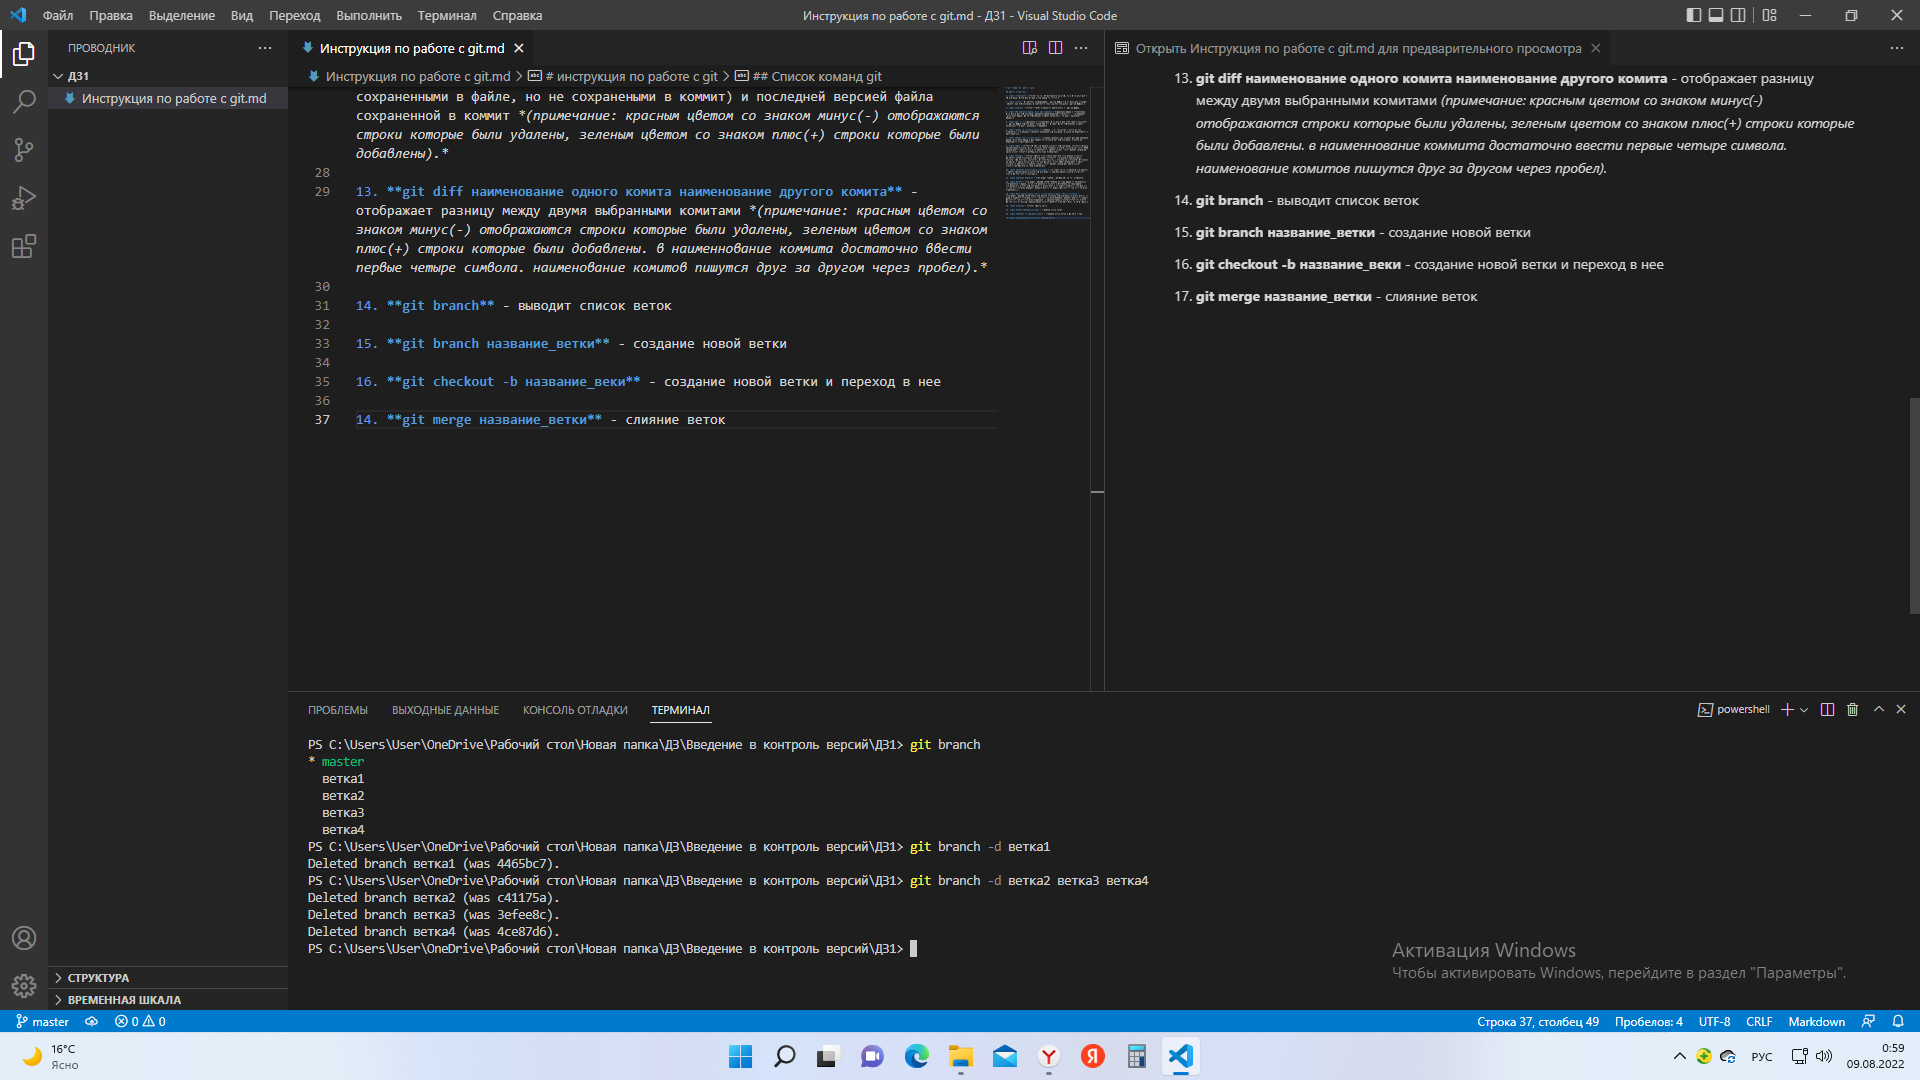 Файл Правка Выделение Вид Переход Выполнить Терминал Справка
Инструкция по работе с git.md - ДЗ1 - Visual Studio Code
ПРОВОДНИК
ДЗ1
Инструкция по работе с git.md
СТРУКТУРА
ВРЕМЕННАЯ ШКАЛА
Инструкция по работе с git.md
Инструкция по работе с git.md > # инструкция по работе с git > ## Список команд git
сохраненными в файле, но не сохранеными в коммит) и последней версией файла
сохраненной в коммит *(примечание: красным цветом со знаком минус(-) отображаются
строки которые были удалены, зеленым цветом со знаком плюс(+) строки которые были
добавлены).*
28
29 13. **git diff наименование одного комита наименование другого комита** -
отображает разницу между двумя выбранными комитами *(примечание: красным цветом со
знаком минус(-) отображаются строки которые были удалены, зеленым цветом со знаком
плюс(+) строки которые были добавлены. в наименнование коммита достаточно ввести
первые четыре символа. наименование комитов пишутся друг за другом через пробел).*
30
31 14. **git branch** - выводит список веток
32
33 15. **git branch название_ветки** - создание новой ветки
34
35 16. **git checkout -b название_веки** - создание новой ветки и переход в нее
36
37 14. **git merge название_ветки** - слияние веток
Открыть Инструкция по работе с git.md для предварительного просмотра
13. git diff наименование одного комита наименование другого комита - отображает разницу
между двумя выбранными комитами (примечание: красным цветом со знаком минус(-)
отображаются строки которые были удалены, зеленым цветом со знаком плюс(+) строки которые
были добавлены. в наименнование коммита достаточно ввести первые четыре символа.
наименование комитов пишутся друг за другом через пробел).
14. git branch - выводит список веток
15. git branch название_ветки - создание новой ветки
16. git checkout -b название_веки - создание новой ветки и переход в нее
17. git merge название_ветки - слияние веток
ПРОБЛЕМЫ ВЫХОДНЫЕ ДАННЫЕ КОНСОЛЬ ОТЛАДКИ ТЕРМИНАЛ
powershell
PS C:\Users\User\OneDrive\Рабочий стол\Новая папка\ДЗ\Введение в контроль версий\ДЗ1> git branch
* master
ветка1
ветка2
ветка3
ветка4
PS C:\Users\User\OneDrive\Рабочий стол\Новая папка\ДЗ\Введение в контроль версий\ДЗ1> git branch -d ветка1
Deleted branch ветка1 (was 4465bc7).
PS C:\Users\User\OneDrive\Рабочий стол\Новая папка\ДЗ\Введение в контроль версий\ДЗ1> git branch -d ветка2 ветка3 ветка4
Deleted branch ветка2 (was c41175a).
Deleted branch ветка3 (was 3efee8c).
Deleted branch ветка4 (was 4ce87d6).
PS C:\Users\User\OneDrive\Рабочий стол\Новая папка\ДЗ\Введение в контроль версий\ДЗ1>
Активация Windows
Чтобы активировать Windows, перейдите в раздел "Параметры".
master 0 0
Строка 37, столбец 49 Пробелов: 4 UTF-8 CRLF Markdown
16°C
Ясно
РУС
0:59
09.08.2022